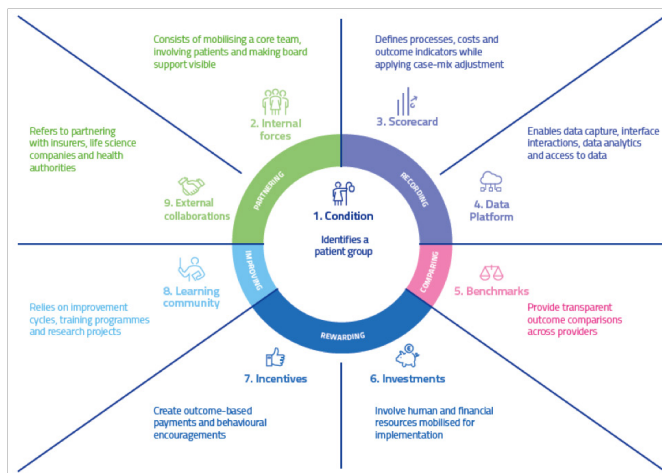 Consists of mobilising a core team,
involving patients and making board
support visible
2. Internal
forces
Defines processes, costs and
outcome indicators while
applying case-mix adjustment
3. Scorecard
Refers to partnering
with insurers, life science
companies and health
authorities
9. External
collaborations
Enables data capture, interface
interactions, data analytics
and access to data
4. Data
Platform
PARTNERING
RECORDING
1. Condition
Identifies a
patient group
IMPROVING
COMPARING
REWARDING
8. Learning
community
Relies on improvement
cycles, training programmes
and research projects
5. Benchmarks
Provide transparent
outcome comparisons
across providers
7. Incentives
Create outcome-based
payments and behavioural
encouragements
€
6. Investments
Involve human and financial
resources mobilised for
implementation